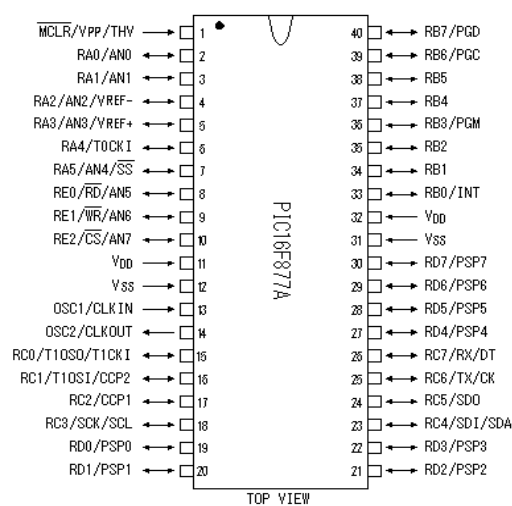 MCLR/VPP/THV 1 40 RB7/PGD
RA0/AN0 2 39 RB6/PGC
RA1/AN1 3 38 RB5
RA2/AN2/VREF- 4 37 RB4
RA3/AN3/VREF+ 5 36 RB3/PGM
RA4/T0CKI 6 35 RB2
RA5/AN4/SS 7 34 RB1
RE0/RD/AN5 8 33 RB0/INT
RE1/WR/AN6 9 32 VDD
RE2/CS/AN7 10 31 VSS
VDD 11 30 RD7/PSP7
VSS 12 29 RD6/PSP6
OSC1/CLKIN 13 28 RD5/PSP5
OSC2/CLKOUT 14 27 RD4/PSP4
RC0/T1OSO/T1CKI 15 26 RC7/RX/DT
RC1/T1OSI/CCP2 16 25 RC6/TX/CK
RC2/CCP1 17 24 RC5/SDO
RC3/SCK/SCL 18 23 RC4/SDI/SDA
RD0/PSP0 19 22 RD3/PSP3
RD1/PSP1 20 21 RD2/PSP2
PIC16F877A
TOP VIEW